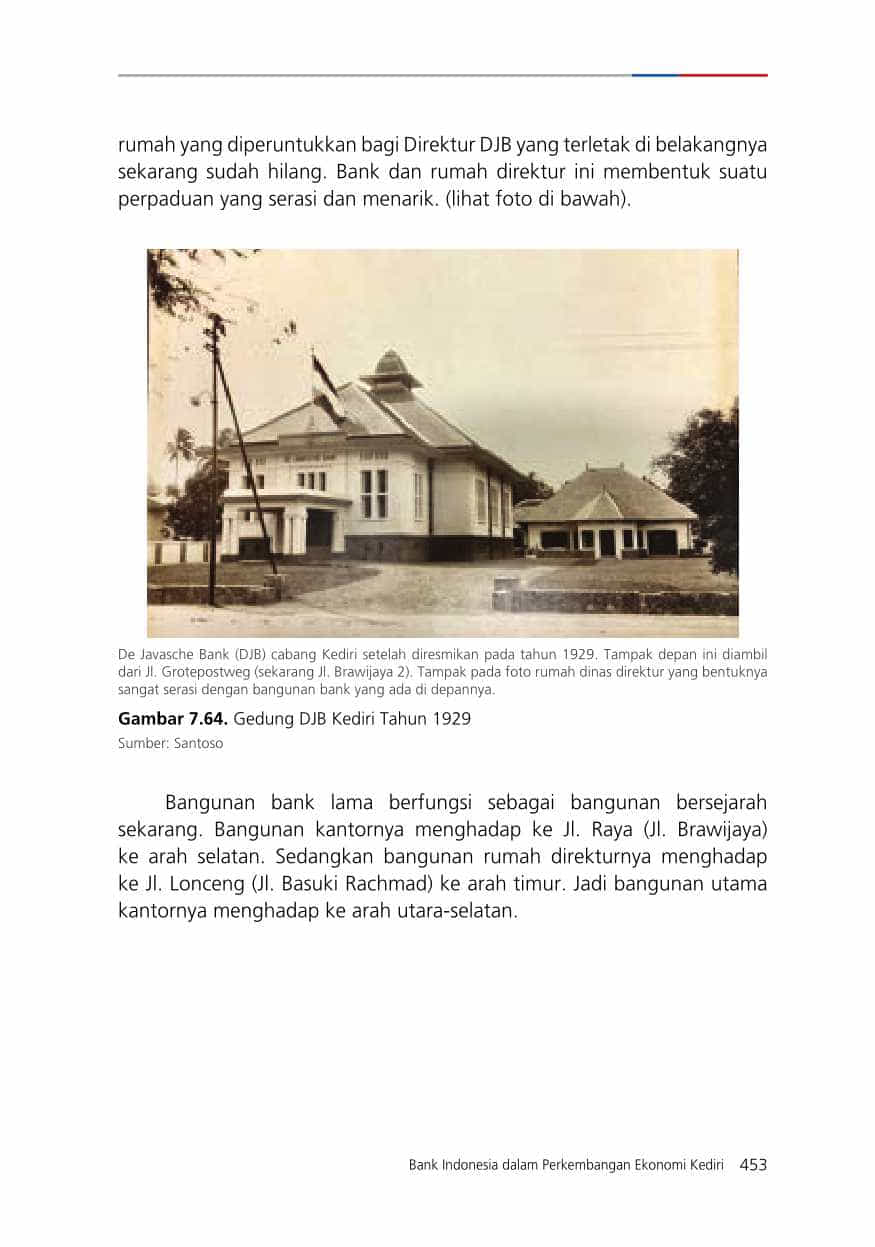 rumah yang diperuntukkan bagi Direktur DJB yang terletak di belakangnya
sekarang sudah hilang. Bank dan rumah direktur ini membentuk suatu
perpaduan yang serasi dan menarik. (lihat foto di bawah).
De Javasche Bank (DJB) cabang Kediri setelah diresmikan pada tahun 1929. Tampak depan ini diambil
dari Jl. Grotepostweg (sekarang Jl. Brawijaya 2). Tampak pada foto rumah dinas direktur yang bentuknya
sangat serasi dengan bangunan bank yang ada di depannya.
Gambar 7.64. Gedung DJB Kediri Tahun 1929
Sumber: Santoso
Bangunan bank lama berfungsi sebagai bangunan bersejarah
sekarang. Bangunan kantornya menghadap ke Jl. Raya (Jl. Brawijaya)
ke arah selatan. Sedangkan bangunan rumah direkturnya menghadap
ke Jl. Lonceng (Jl. Basuki Rachmad) ke arah timur. Jadi bangunan utama
kantornya menghadap ke arah utara-selatan.
Bank Indonesia dalam Perkembangan Ekonomi Kediri 453